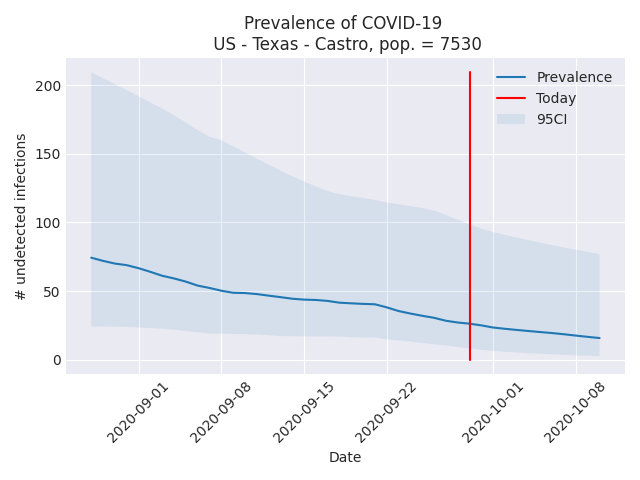 Prevalence of COVID-19
US - Texas - Castro, pop. = 7530
Prevalence
Today
95CI
# undetected infections
200
150
100
50
0
2020-09-01
2020-09-08
2020-09-15
2020-09-22
2020-10-01
2020-10-08
Date